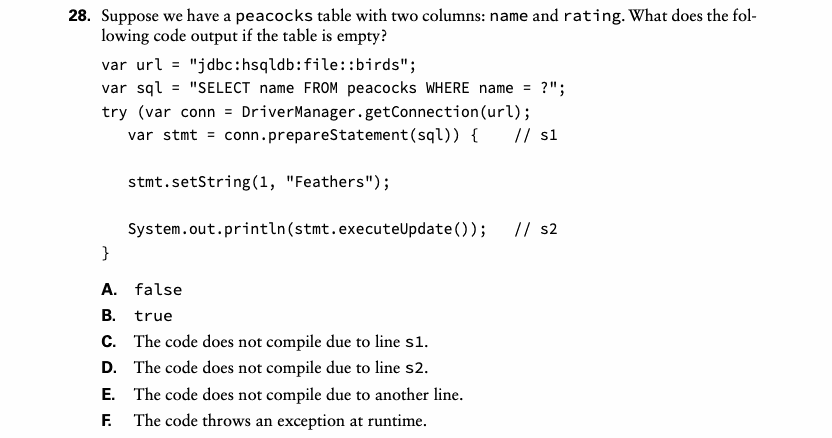 28. Suppose we have a peacocks table with two columns: name and rating. What does the fol-
lowing code output if the table is empty?
var url = "jdbc:hsqldb:file::birds";
var sql = "SELECT name FROM peacocks WHERE name = ?";
try (var conn = DriverManager.getConnection(url);
   var stmt = conn.prepareStatement(sql)) {    // s1
   stmt.setString(1, "Feathers");
   System.out.println(stmt.executeUpdate());   // s2
}
A. false
B. true
C. The code does not compile due to line s1.
D. The code does not compile due to line s2.
E. The code does not compile due to another line.
F. The code throws an exception at runtime.